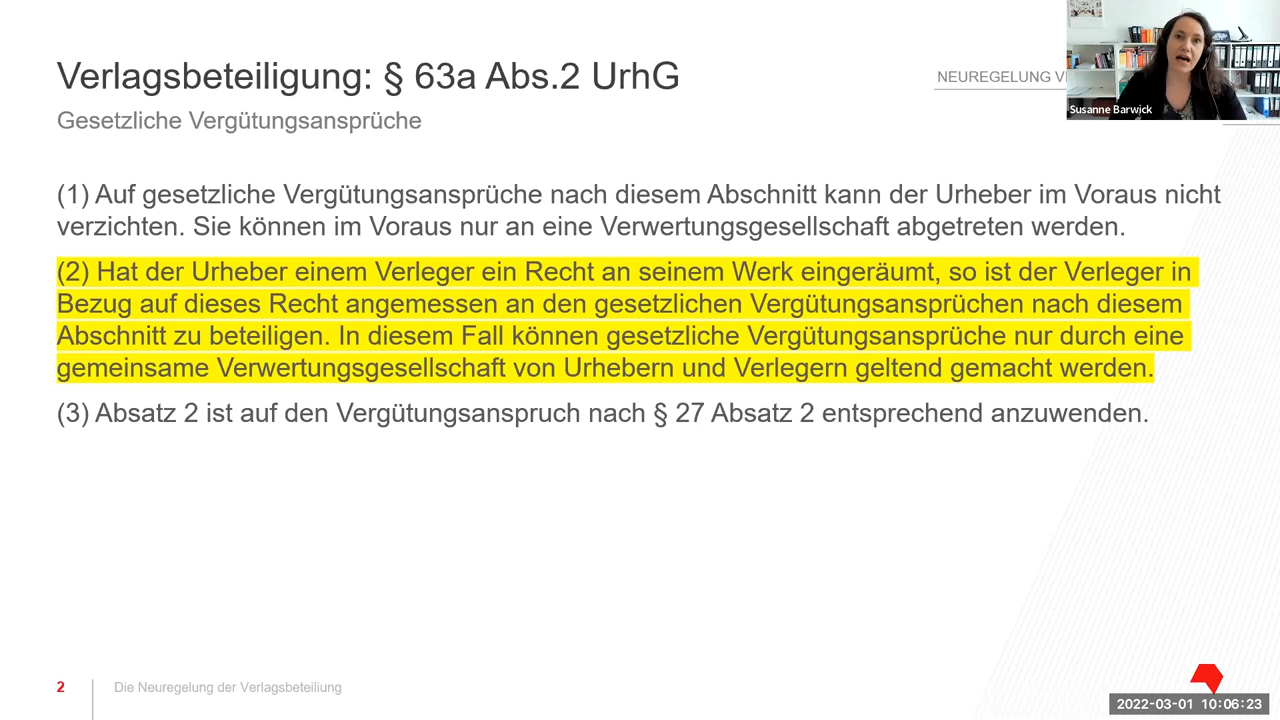 Verlagsbeteiligung: § 63a Abs.2 UrhG
NEUREGELUNG
Susanne Barwick
Gesetzliche Vergütungsansprüche
(1) Auf gesetzliche Vergütungsansprüche nach diesem Abschnitt kann der Urheber im Voraus nicht
verzichten. Sie können im Voraus nur an eine Verwertungsgesellschaft abgetreten werden.
(2) Hat der Urheber einem Verleger ein Recht an seinem Werk eingeräumt, so ist der Verleger in
Bezug auf dieses Recht angemessen an den gesetzlichen Vergütungsansprüchen nach diesem
Abschnitt zu beteiligen. In diesem Fall können gesetzliche Vergütungsansprüche nur durch eine
gemeinsame Verwertungsgesellschaft von Urhebern und Verlegern geltend gemacht werden.
(3) Absatz 2 ist auf den Vergütungsanspruch nach § 27 Absatz 2 entsprechend anzuwenden.
2
Die Neuregelung der Verlagsbeteiliung
2022-03-01 10:06:23